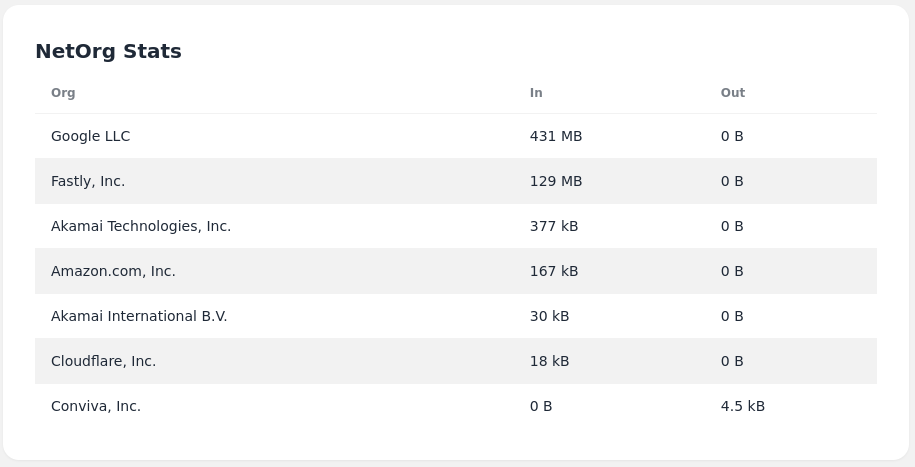 NetOrg Stats
Org In Out
Google LLC 431 MB 0 B
Fastly, Inc. 129 MB 0 B
Akamai Technologies, Inc. 377 kB 0 B
Amazon.com, Inc. 167 kB 0 B
Akamai International B.V. 30 kB 0 B
Cloudflare, Inc. 18 kB 0 B
Conviva, Inc. 0 B 4.5 kB